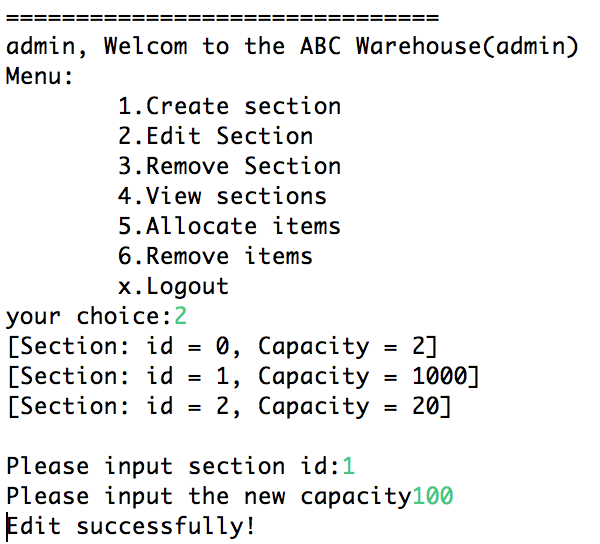 ===============================
admin, Welcom to the ABC Warehouse(admin)
Menu:
1.Create section
2.Edit Section
3.Remove Section
4.View sections
5.Allocate items
6.Remove items
x.Logout
your choice:2
[Section: id = 0, Capacity = 2]
[Section: id = 1, Capacity = 1000]
[Section: id = 2, Capacity = 20]
Please input section id:1
Please input the new capacity100
Edit successfully!